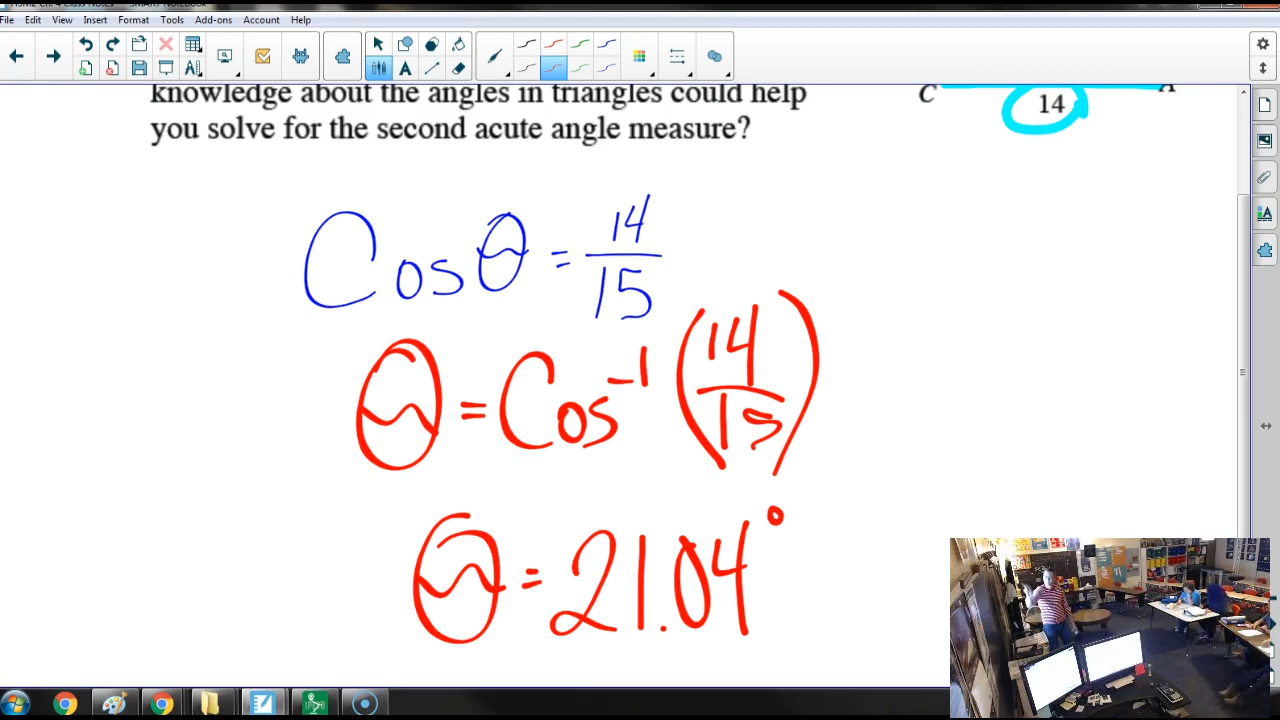 File Edit View Insert Format Tools Add-ons Account Help
knowledge about the angles in triangles could help
you solve for the second acute angle measure?
C
14
Cos θ = 14/15
θ = Cos⁻¹ (14/15)
θ = 21.04°